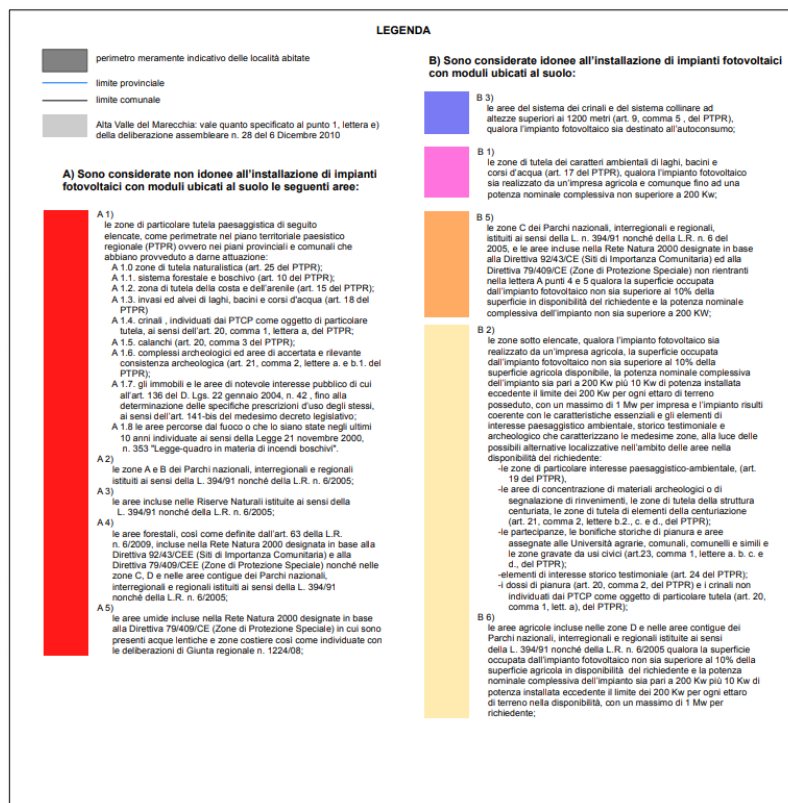 LEGENDA
perimetro meramente indicativo delle località abitate
limite provinciale
limite comunale
Alta Valle del Marecchia: vale quanto specificato al punto 1, lettera e)
della deliberazione assembleare n. 28 del 6 Dicembre 2010
A) Sono considerate non idonee all'installazione di impianti
fotovoltaici con moduli ubicati al suolo le seguenti aree:
A 1)
le zone di particolare tutela paesaggistica di seguito
elencate, come perimetrate nel piano territoriale paesistico
regionale (PTPR) ovvero nei piani provinciali e comunali che
abbiano provveduto a darne attuazione:
A 1.0 zone di tutela naturalistica (art. 25 del PTPR);
A 1.1. sistema forestale e boschivo (art. 10 del PTPR);
A 1.2. zona di tutela della costa e dell'arenile (art. 15 del PTPR);
A 1.3. invasi ed alvei di laghi, bacini e corsi d'acqua (art. 18 del
PTPR)
A 1.4. crinali , individuati dai PTCP come oggetto di particolare
tutela, ai sensi dell'art. 20, comma 1, lettera a, del PTPR;
A 1.5. calanchi (art. 20, comma 3 del PTPR);
A 1.6. complessi archeologici ed aree di accertata e rilevante
consistenza archeologica (art. 21, comma 2, lettere a. e b.1. del
PTPR);
A 1.7. gli immobili e le aree di notevole interesse pubblico di cui
all'art. 136 del D. Lgs. 22 gennaio 2004, n. 42 , fino alla
determinazione delle specifiche prescrizioni d'uso degli stessi,
ai sensi dell'art. 141-bis del medesimo decreto legislativo;
A 1.8 le aree percorse dal fuoco o che lo siano state negli ultimi
10 anni individuate ai sensi della Legge 21 novembre 2000,
n. 353 "Legge-quadro in materia di incendi boschivi".
A 2)
le zone A e B dei Parchi nazionali, interregionali e regionali
istituiti ai sensi della L. 394/91 nonché della L.R. n. 6/2005;
A 3)
le aree incluse nelle Riserve Naturali istituite ai sensi della
L. 394/91 nonché della L.R. n. 6/2005;
A 4)
le aree forestali, così come definite dall'art. 63 della L.R.
n. 6/2009, incluse nella Rete Natura 2000 designata in base alla
Direttiva 92/43/CEE (Siti di Importanza Comunitaria) e alla
Direttiva 79/409/CEE (Zone di Protezione Speciale) nonché nelle
zone C, D e nelle aree contigue dei Parchi nazionali,
interregionali e regionali istituiti ai sensi della L. 394/91
nonché della L.R. n. 6/2005;
A 5)
le aree umide incluse nella Rete Natura 2000 designate in base
alla Direttiva 79/409/CE (Zone di Protezione Speciale) in cui sono
presenti acque lentiche e zone costiere così come individuate con
le deliberazioni di Giunta regionale n. 1224/08;
B) Sono considerate idonee all'installazione di impianti fotovoltaici
con moduli ubicati al suolo:
B 3)
le aree del sistema dei crinali e del sistema collinare ad
altezze superiori ai 1200 metri (art. 9, comma 5 , del PTPR),
qualora l'impianto fotovoltaico sia destinato all'autoconsumo;
B 1)
le zone di tutela dei caratteri ambientali di laghi, bacini e
corsi d'acqua (art. 17 del PTPR), qualora l'impianto fotovoltaico
sia realizzato da un'impresa agricola e comunque fino ad una
potenza nominale complessiva non superiore a 200 Kw;
B 5)
le zone C dei Parchi nazionali, interregionali e regionali,
istituiti ai sensi della L. n. 394/91 nonché della L.R. n. 6 del
2005, e le aree incluse nella Rete Natura 2000 designate in base
alla Direttiva 92/43/CE (Siti di Importanza Comunitaria) ed alla
Direttiva 79/409/CE (Zone di Protezione Speciale) non rientranti
nella lettera A punti 4 e 5 qualora la superficie occupata
dall'impianto fotovoltaico non sia superiore al 10% della
superficie in disponibilità del richiedente e la potenza nominale
complessiva dell'impianto non sia superiore a 200 KW;
B 2)
le zone sotto elencate, qualora l'impianto fotovoltaico sia
realizzato da un'impresa agricola, la superficie occupata
dall'impianto fotovoltaico non sia superiore al 10% della
superficie agricola disponibile, la potenza nominale complessiva
dell'impianto sia pari a 200 Kw più 10 Kw di potenza installata
eccedente il limite dei 200 Kw per ogni ettaro di terreno
posseduto, con un massimo di 1 Mw per impresa e l'impianto risulti
coerente con le caratteristiche essenziali e gli elementi di
interesse paesaggistico ambientale, storico testimoniale e
archeologico che caratterizzano le medesime zone, alla luce delle
possibili alternative localizzative nell'ambito delle aree nella
disponibilità del richiedente:
-le zone di particolare interesse paesaggistico-ambientale, (art.
19 del PTPR),
-le aree di concentrazione di materiali archeologici o di
segnalazione di rinvenimenti, le zone di tutela della struttura
centuriata, le zone di tutela di elementi della centuriazione
(art. 21, comma 2, lettere b.2., c. e d., del PTPR);
-le partecipanze, le bonifiche storiche di pianura e aree
assegnate alle Università agrarie, comunali, comunelli e simili e
le zone gravate da usi civici (art.23, comma 1, lettere a. b. c. e
d., del PTPR);
-elementi di interesse storico testimoniale (art. 24 del PTPR);
-i dossi di pianura (art. 20, comma 2, del PTPR) e i crinali non
individuati dai PTCP come oggetto di particolare tutela (art. 20,
comma 1, lett. a), del PTPR);
B 6)
le aree agricole incluse nelle zone D e nelle aree contigue dei
Parchi nazionali, interregionali e regionali istituite ai sensi
della L. 394/91 nonché della L.R. n. 6/2005 qualora la superficie
occupata dall'impianto fotovoltaico non sia superiore al 10% della
superficie agricola in disponibilità del richiedente e la potenza
nominale complessiva dell'impianto sia pari a 200 Kw più 10 Kw di
potenza installata eccedente il limite dei 200 Kw per ogni ettaro
di terreno nella disponibilità, con un massimo di 1 Mw per
richiedente;